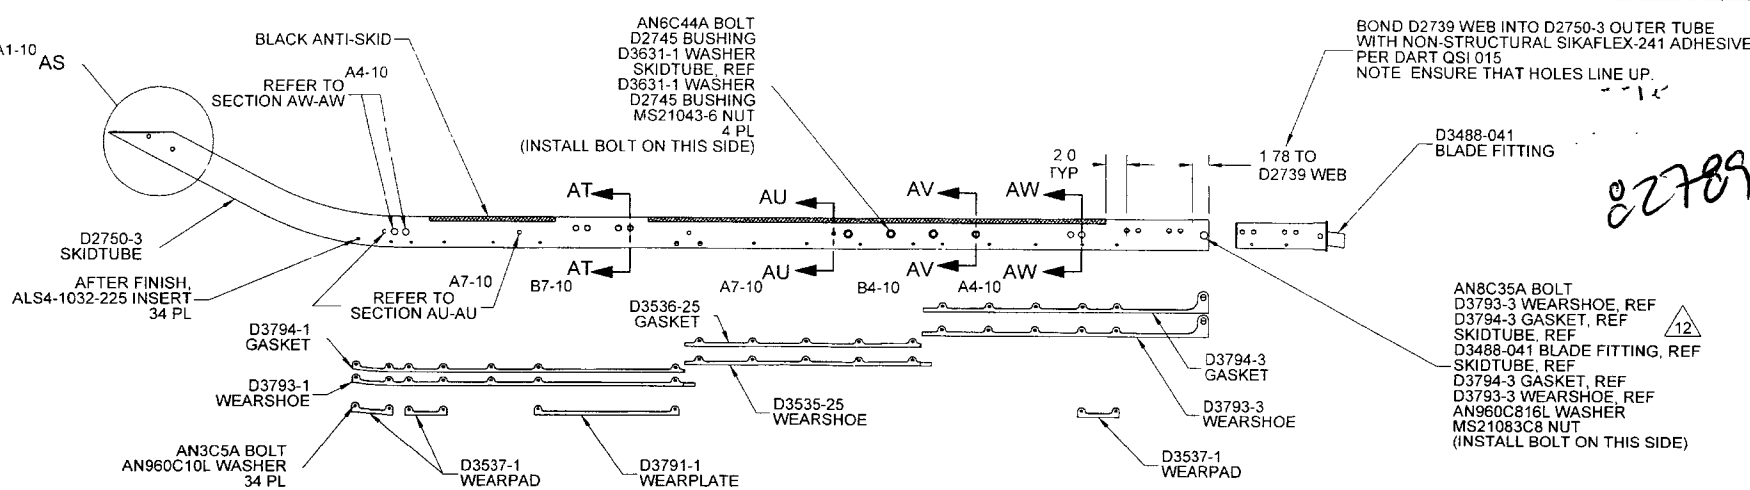 A1-10
AS
BLACK ANTI-SKID
A4-10
REFER TO
SECTION AW-AW
AN6C44A BOLT
D2745 BUSHING
D3631-1 WASHER
SKIDTUBE, REF
D3631-1 WASHER
D2745 BUSHING
MS21043-6 NUT
4 PL
(INSTALL BOLT ON THIS SIDE)
BOND D2739 WEB INTO D2750-3 OUTER TUBE
WITH NON-STRUCTURAL SIKAFLEX-241 ADHESIVE
PER DART QSI 015
NOTE ENSURE THAT HOLES LINE UP.
D3488-041
BLADE FITTING
82789
2 0
TYP
1 78 TO
D2739 WEB
AT
AU
AV
AW
D2750-3
SKIDTUBE
AFTER FINISH,
ALS4-1032-225 INSERT
34 PL
A7-10
REFER TO
SECTION AU-AU
AT
B7-10
AU
A7-10
AV
B4-10
AW
A4-10
D3794-1
GASKET
D3793-1
WEARSHOE
AN3C5A BOLT
AN960C10L WASHER
34 PL
D3537-1
WEARPAD
D3791-1
WEARPLATE
D3536-25
GASKET
D3535-25
WEARSHOE
D3794-3
GASKET
D3793-3
WEARSHOE
D3537-1
WEARPAD
AN8C35A BOLT
D3793-3 WEARSHOE, REF
D3794-3 GASKET, REF
SKIDTUBE, REF
D3488-041 BLADE FITTING, REF
SKIDTUBE, REF
D3794-3 GASKET, REF
D3793-3 WEARSHOE, REF
AN960C816L WASHER
MS21083C8 NUT
(INSTALL BOLT ON THIS SIDE)
12